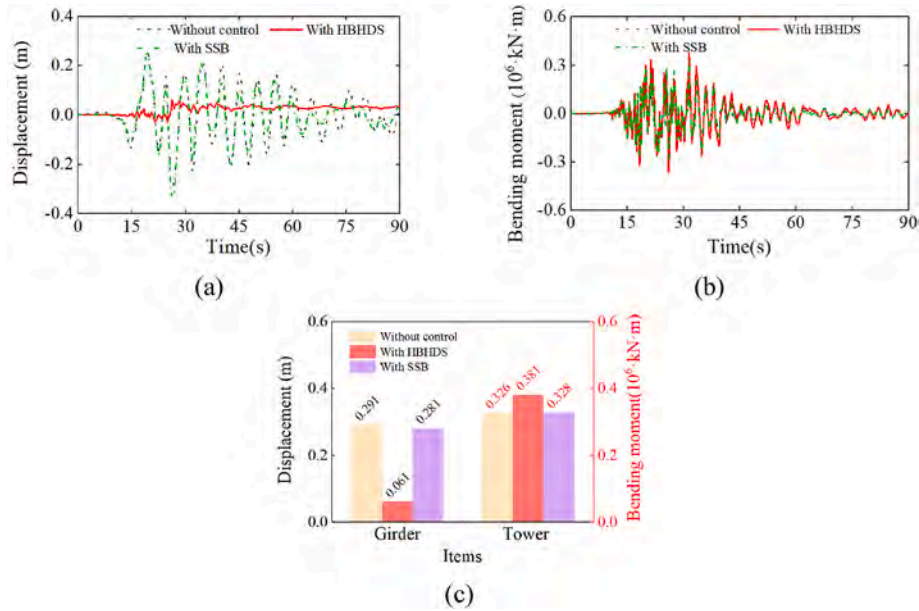 0.4
0.2
0.0
-0.2
-0.4
Displacement (m)
Without control
With HBHDS
With SSB
0 15 30 45 60 75 90
Time(s)
(a)
0.6
0.3
0.0
-0.3
-0.6
Bending moment (10⁶·kN·m)
Without control
With HBHDS
With SSB
0 15 30 45 60 75 90
Time(s)
(b)
0.6
0.4
0.2
0.0
Displacement (m)
Without control
With HBHDS
With SSB
0.291
0.061
0.281
0.326
0.381
0.328
0.6
0.4
0.2
0.0
Bending moment(10⁶·kN·m)
Girder Tower
Items
(c)